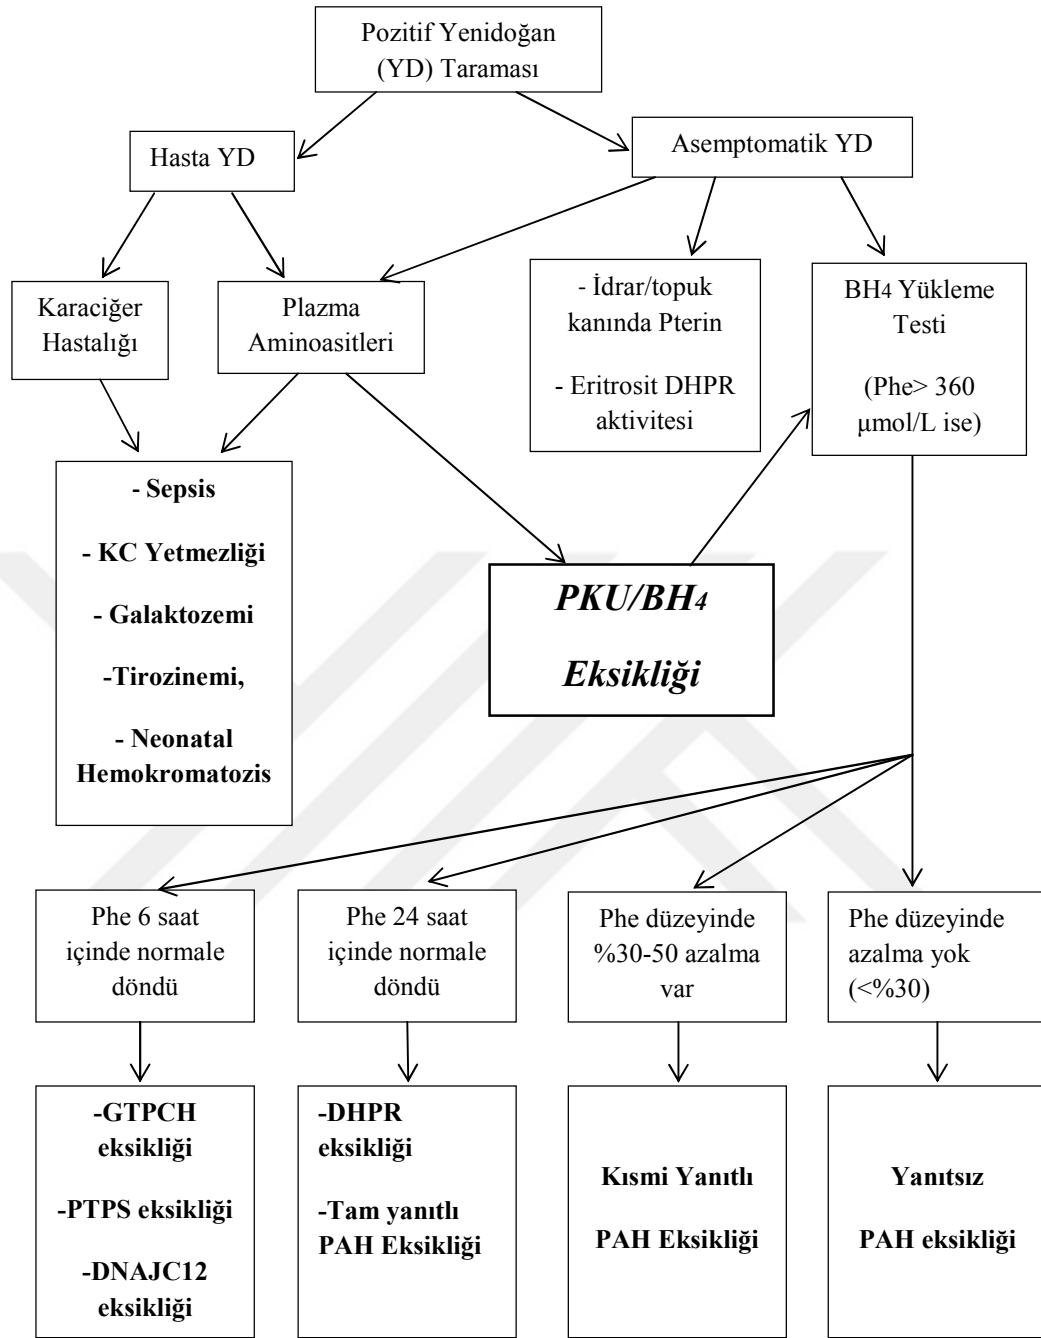 Pozitif Yenidoğan
(YD) Taraması
Hasta YD
Asemptomatik YD
Karaciğer
Hastalığı
Plazma
Aminoasitleri
- İdrar/topuk
kanında Pterin
- Eritrosit DHPR
aktivitesi
BH4 Yükleme
Testi
(Phe> 360
µmol/L ise)
- Sepsis
- KC Yetmezliği
- Galaktozemi
-Tirozinemi,
- Neonatal
Hemokromatozis
PKU/BH4
Eksikliği
Phe 6 saat
içinde normale
döndü
Phe 24 saat
içinde normale
döndü
Phe düzeyinde
%30-50 azalma
var
Phe düzeyinde
azalma yok
(<%30)
-GTPCH
eksikliği
-PTPS eksikliği
-DNAJC12
eksikliği
-DHPR
eksikliği
-Tam yanıtlı
PAH Eksikliği
Kısmi Yanıtlı
PAH Eksikliği
Yanıtsız
PAH eksikliği